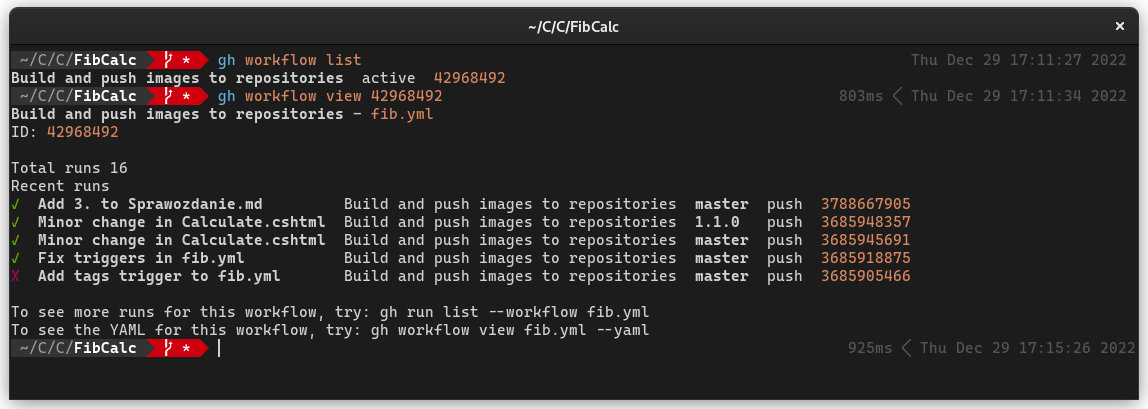 ~/C/C/FibCalc
~/C/C/FibCalc * gh workflow list Thu Dec 29 17:11:27 2022
Build and push images to repositories active 42968492
~/C/C/FibCalc * gh workflow view 42968492 803ms Thu Dec 29 17:11:34 2022
Build and push images to repositories - fib.yml
ID: 42968492
Total runs 16
Recent runs
✓ Add 3. to Sprawozdanie.md Build and push images to repositories master push 3788667905
✓ Minor change in Calculate.cshtml Build and push images to repositories 1.1.0 push 3685948357
✓ Minor change in Calculate.cshtml Build and push images to repositories master push 3685945691
✓ Fix triggers in fib.yml Build and push images to repositories master push 3685918875
X Add tags trigger to fib.yml Build and push images to repositories master push 3685905466
To see more runs for this workflow, try: gh run list --workflow fib.yml
To see the YAML for this workflow, try: gh workflow view fib.yml --yaml
~/C/C/FibCalc * 925ms Thu Dec 29 17:15:26 2022